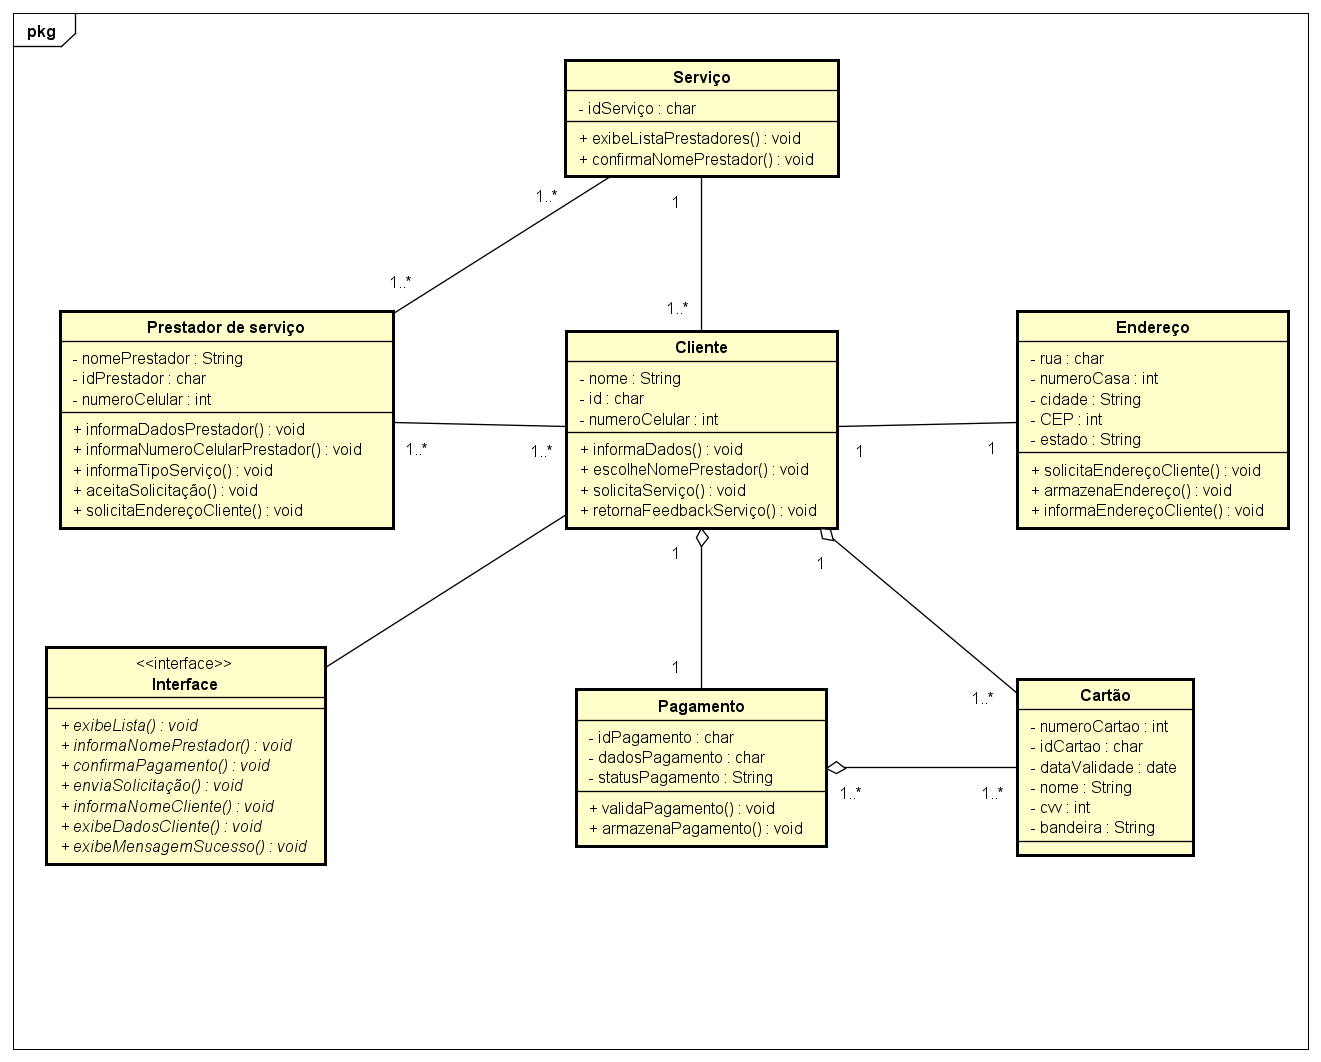 pkg
Serviço
- idServiço : char
+ exibeListaPrestadores() : void
+ confirmaNomePrestador() : void
1..*
1
1..*
1..*
Prestador de serviço
- nomePrestador : String
- idPrestador : char
- numeroCelular : int
+ informaDadosPrestador() : void
+ informaNumeroCelularPrestador() : void
+ informaTipoServiço() : void
+ aceitaSolicitação() : void
+ solicitaEndereçoCliente() : void
1..*
1..*
Cliente
- nome : String
- id : char
- numeroCelular : int
+ informaDados() : void
+ escolheNomePrestador() : void
+ solicitaServiço() : void
+ retornaFeedbackServiço() : void
1
1
Endereço
- rua : char
- numeroCasa : int
- cidade : String
- CEP : int
- estado : String
+ solicitaEndereçoCliente() : void
+ armazenaEndereço() : void
+ informaEndereçoCliente() : void
1
1
1
1..*
<<interface>>
Interface
+ exibeLista() : void
+ informaNomePrestador() : void
+ confirmaPagamento() : void
+ enviaSolicitação() : void
+ informaNomeCliente() : void
+ exibeDadosCliente() : void
+ exibeMensagemSucesso() : void
Pagamento
- idPagamento : char
- dadosPagamento : char
- statusPagamento : String
+ validaPagamento() : void
+ armazenaPagamento() : void
1..*
1..*
Cartão
- numeroCartao : int
- idCartao : char
- dataValidade : date
- nome : String
- cvv : int
- bandeira : String